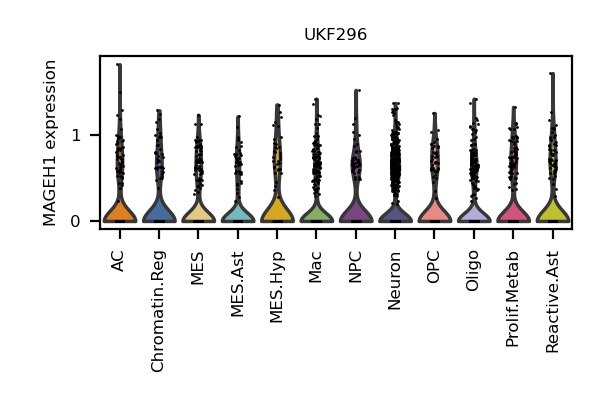 UKF296
MAGEH1 expression
1
0
AC
Chromatin.Reg
MES
MES.Ast
MES.Hyp
Mac
NPC
Neuron
OPC
Oligo
Prolif.Metab
Reactive.Ast